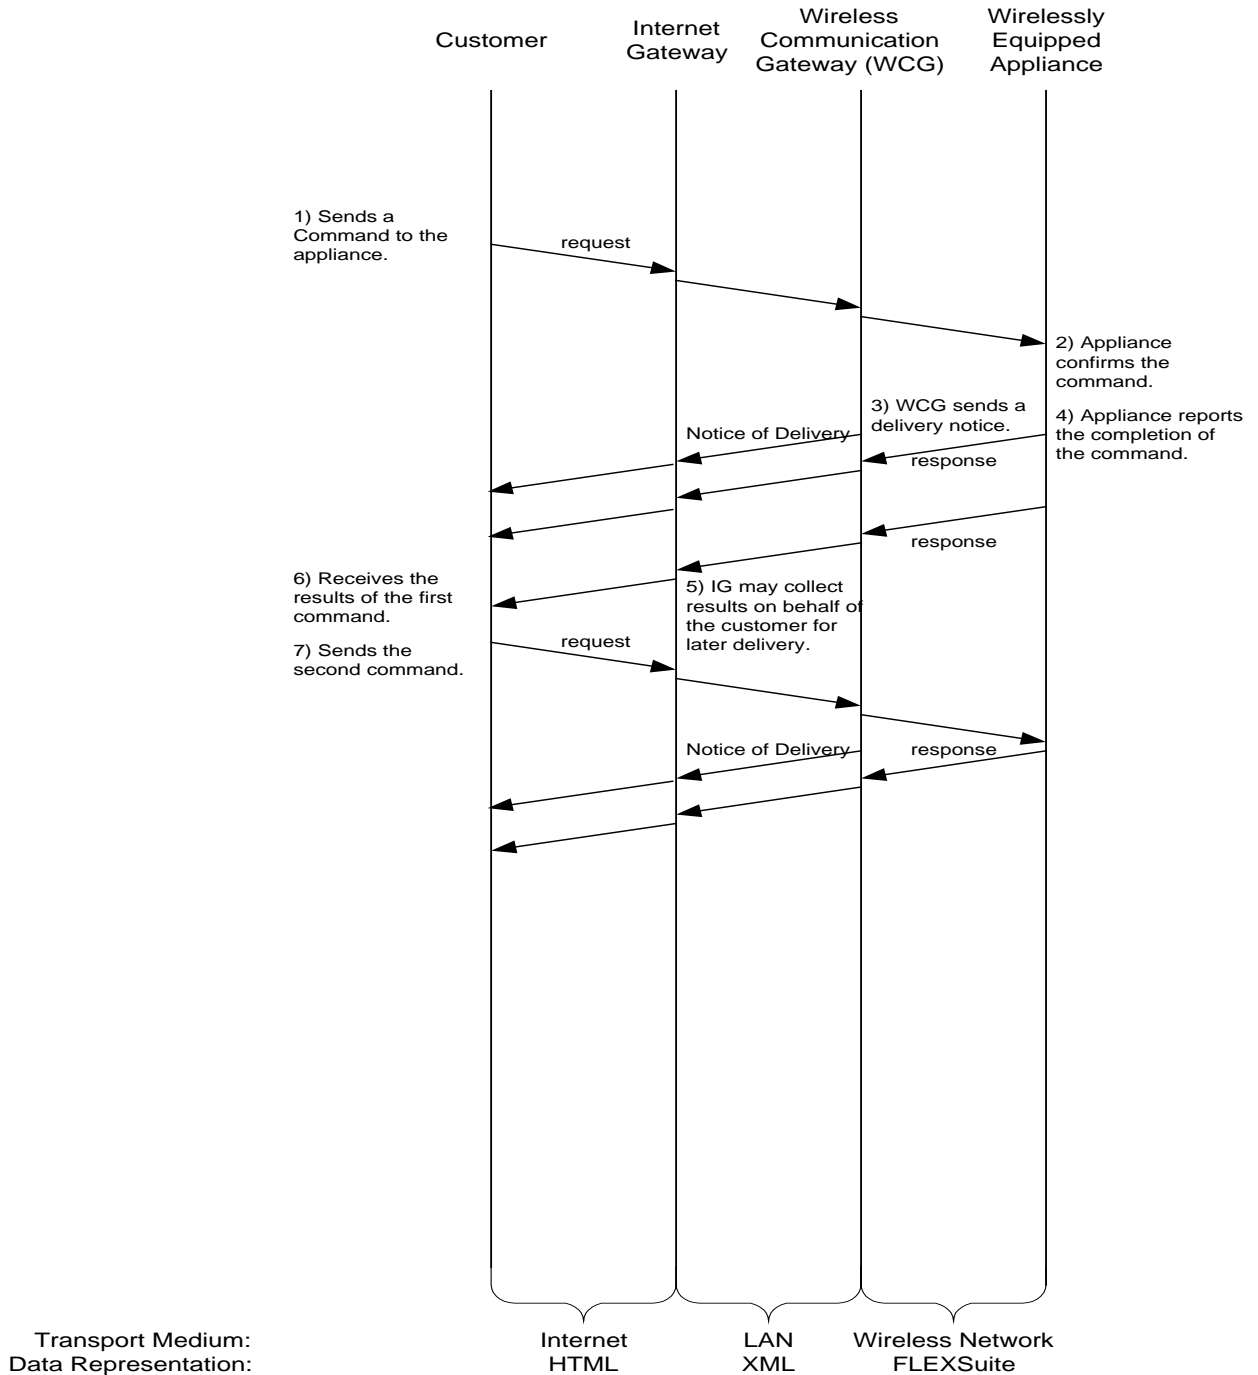 Customer
Internet
Gateway
Wireless
Communication
Gateway (WCG)
Wirelessly
Equipped
Appliance
1) Sends a
Command to the
appliance.
request
2) Appliance
confirms the
command.
3) WCG sends a
delivery notice.
Notice of Delivery
4) Appliance reports
the completion of
the command.
response
response
6) Receives the
results of the first
command.
5) IG may collect
results on behalf of
the customer for
later delivery.
7) Sends the
second command.
request
Notice of Delivery
response
Transport Medium:
Internet
LAN
Wireless Network
Data Representation:
HTML
XML
FLEXSuite